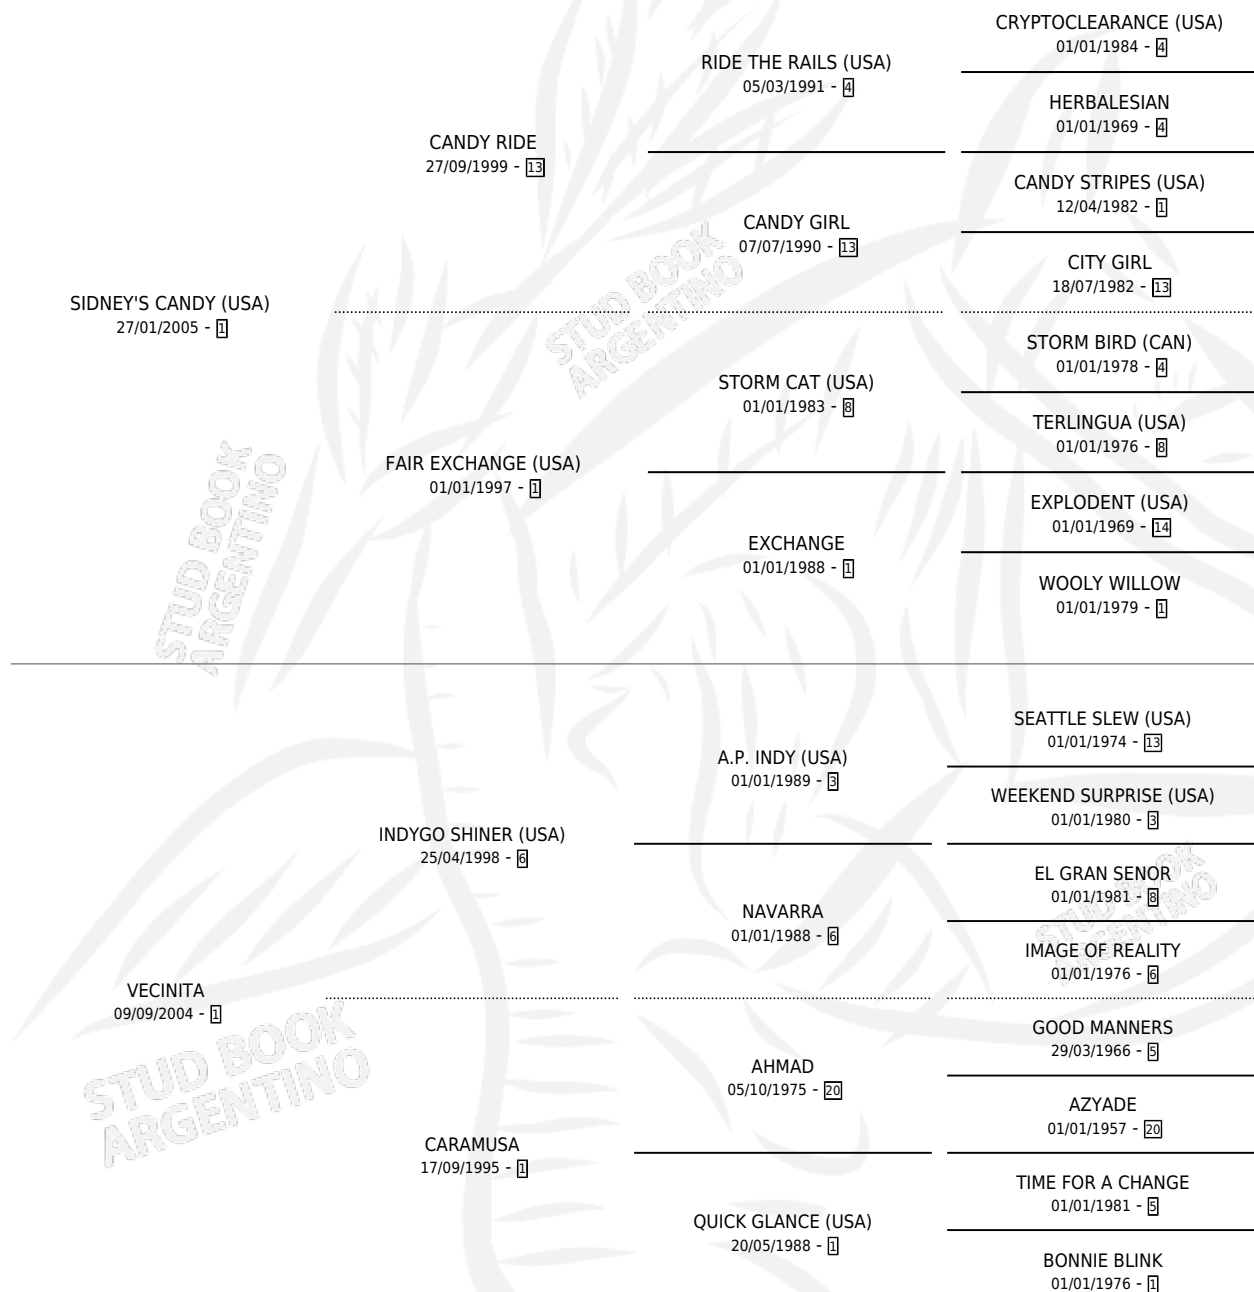 CRYPTOCLEARANCE (USA)
01/01/1984 - 4
RIDE THE RAILS (USA)
05/03/1991 - 4
HERBALESIAN
01/01/1969 - 4
CANDY RIDE
27/09/1999 - 13
CANDY STRIPES (USA)
12/04/1982 - 1
CANDY GIRL
07/07/1990 - 13
CITY GIRL
18/07/1982 - 13
SIDNEY'S CANDY (USA)
27/01/2005 - 1
STUD BOOK
ARGENTINO
STORM BIRD (CAN)
01/01/1978 - 4
STORM CAT (USA)
01/01/1983 - 8
TERLINGUA (USA)
01/01/1976 - 8
FAIR EXCHANGE (USA)
01/01/1997 - 1
EXPLODENT (USA)
01/01/1969 - 14
EXCHANGE
01/01/1988 - 1
WOOLY WILLOW
01/01/1979 - 1
STUD BOOK
ARGENTINO
SEATTLE SLEW (USA)
01/01/1974 - 13
A.P. INDY (USA)
01/01/1989 - 3
WEEKEND SURPRISE (USA)
01/01/1980 - 3
INDYGO SHINER (USA)
25/04/1998 - 6
EL GRAN SENOR
01/01/1981 - 8
NAVARRA
01/01/1988 - 6
IMAGE OF REALITY
01/01/1976 - 6
STUD BOOK
ARGENTINO
VECINITA
09/09/2004 - 1
GOOD MANNERS
29/03/1966 - 5
AHMAD
05/10/1975 - 20
AZYADE
01/01/1957 - 20
STUD BOOK
ARGENTINO
CARAMUSA
17/09/1995 - 1
TIME FOR A CHANGE
01/01/1981 - 5
QUICK GLANCE (USA)
20/05/1988 - 1
BONNIE BLINK
01/01/1976 - 1